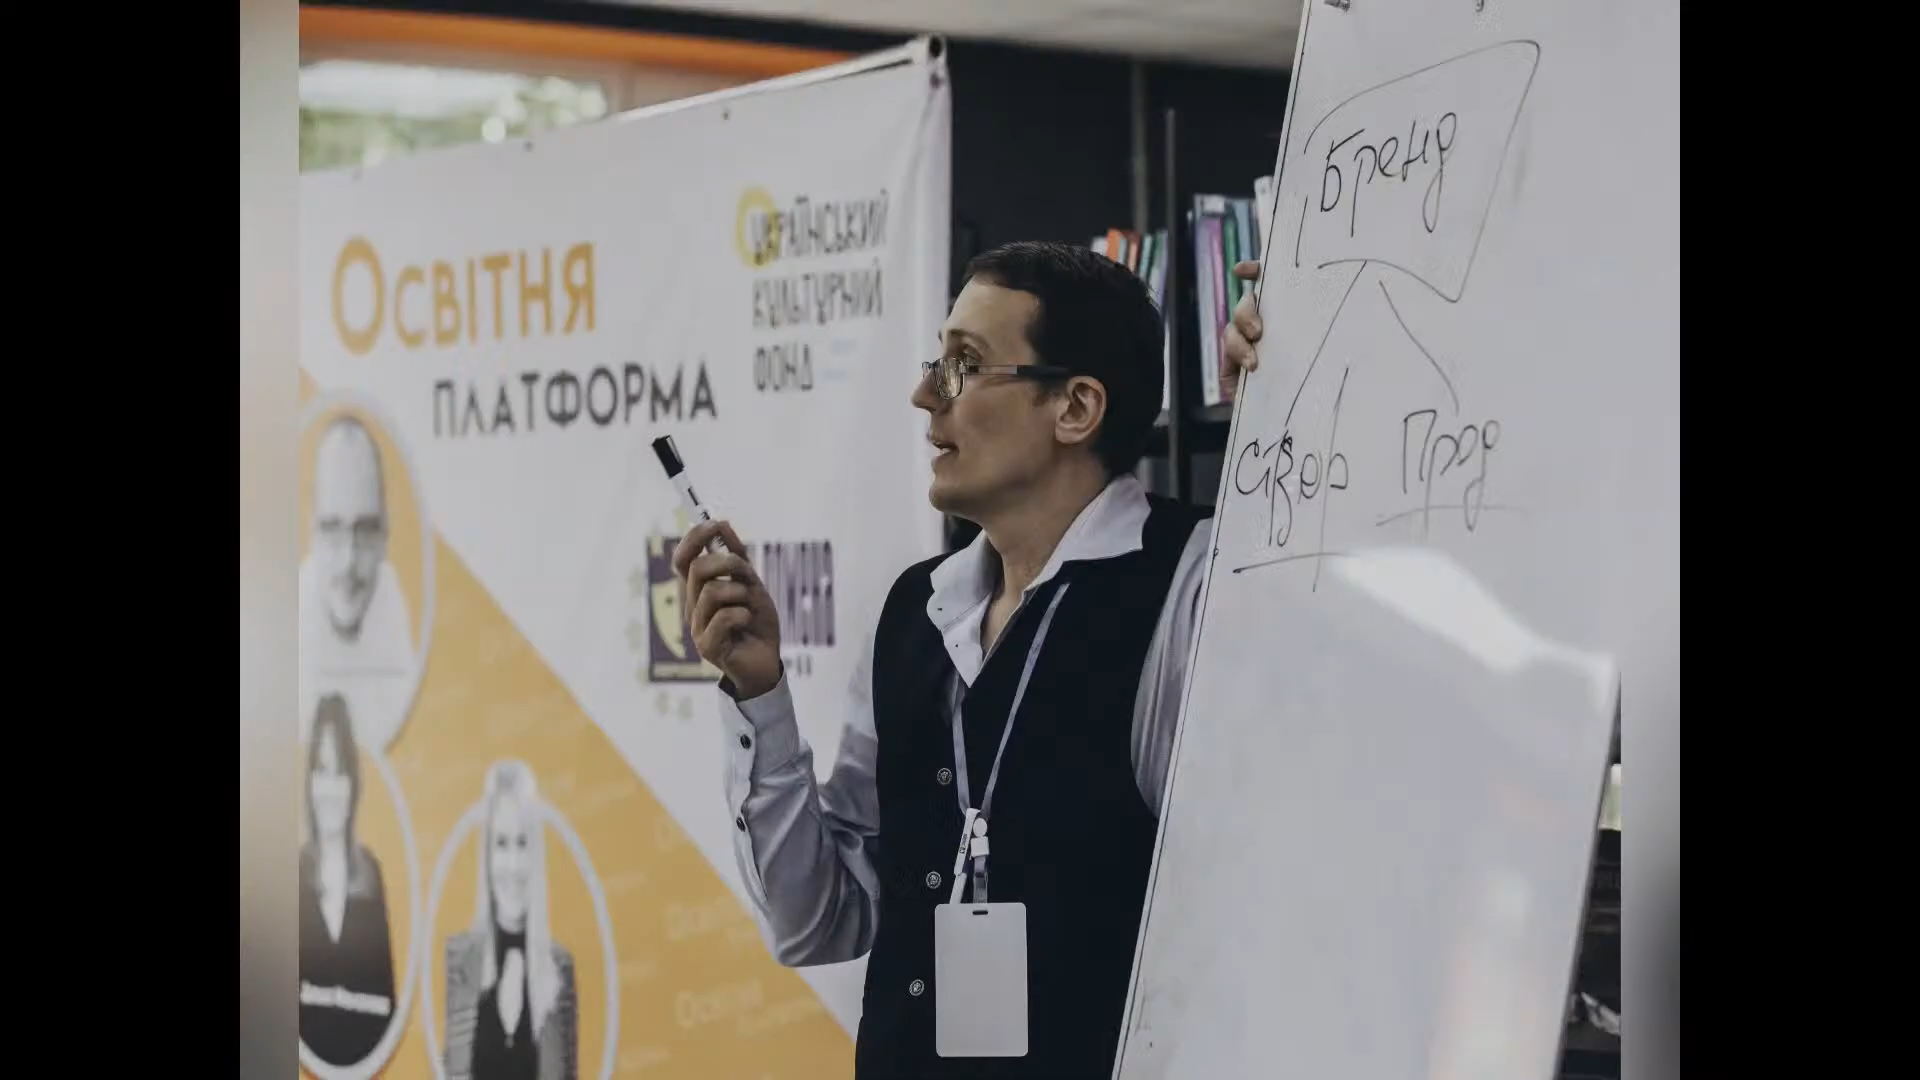 Освітня
платформа
Український
культурний
фонд
Бренд
Створ
Прод